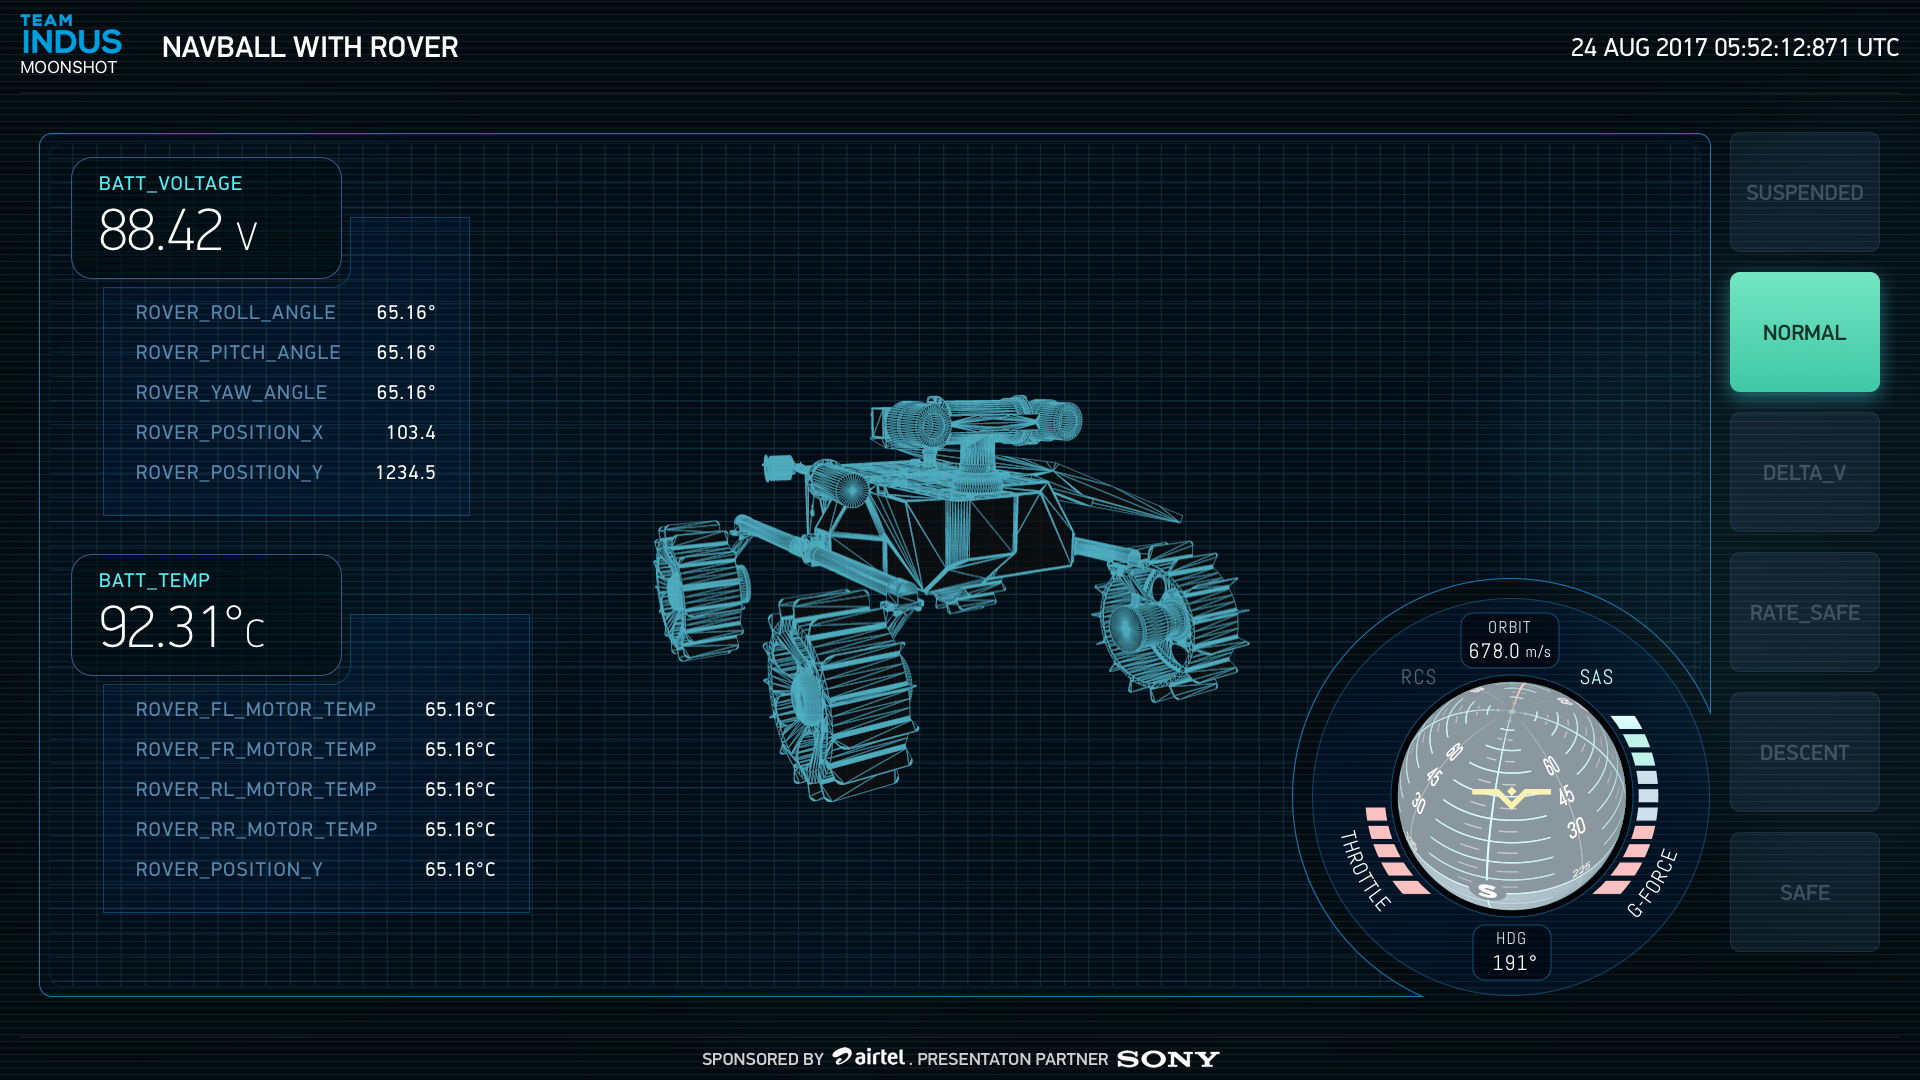 TEAM
INDUS
MOONSHOT
NAVBALL WITH ROVER
24 AUG 2017 05:52:12:871 UTC
BATT_VOLTAGE
88.42 V
ROVER_ROLL_ANGLE 65.16°
ROVER_PITCH_ANGLE 65.16°
ROVER_YAW_ANGLE 65.16°
ROVER_POSITION_X 103.4
ROVER_POSITION_Y 1234.5
BATT_TEMP
92.31°C
ROVER_FL_MOTOR_TEMP 65.16°C
ROVER_FR_MOTOR_TEMP 65.16°C
ROVER_RL_MOTOR_TEMP 65.16°C
ROVER_RR_MOTOR_TEMP 65.16°C
ROVER_POSITION_Y 65.16°C
SUSPENDED
NORMAL
DELTA_V
RATE_SAFE
DESCENT
SAFE
ORBIT
678.0 m/s
RCS
SAS
60
45
45
30
30
225
S
THROTTLE
G-FORCE
HDG
191°
SPONSORED BY airtel . PRESENTATON PARTNER SONY